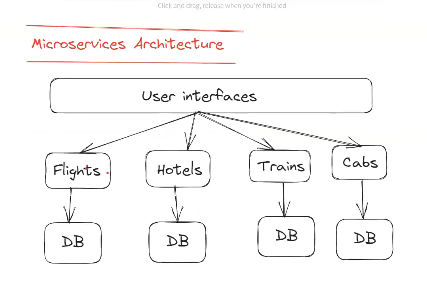 Click and drag, release when you're finished
Microservices Architecture
User interfaces
Flights Hotels Trains Cabs
DB DB DB DB